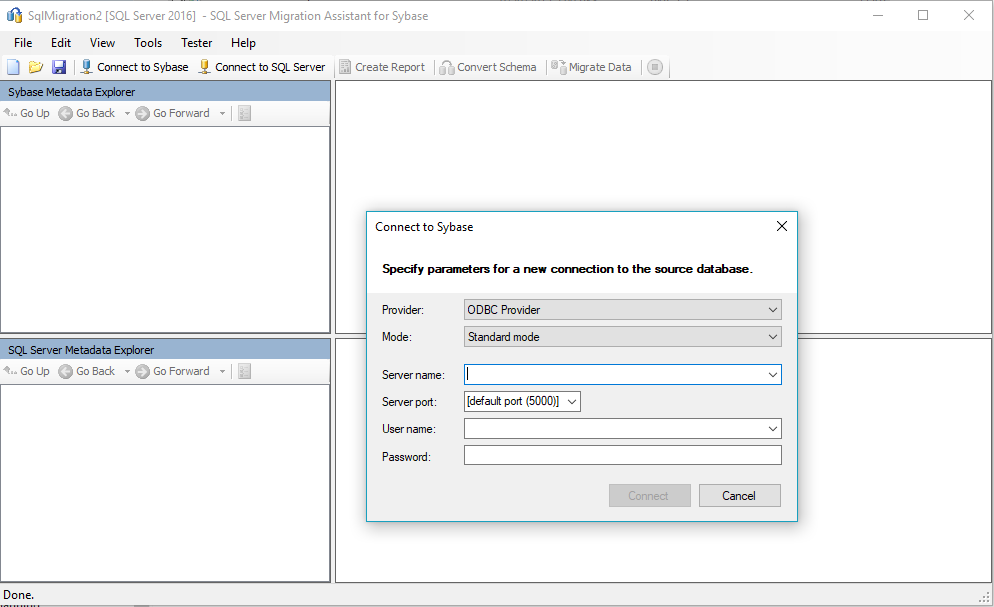 SqlMigration2 [SQL Server 2016] - SQL Server Migration Assistant for Sybase
File Edit View Tools Tester Help
Connect to Sybase Connect to SQL Server Create Report Convert Schema Migrate Data
Sybase Metadata Explorer
Go Up Go Back Go Forward
Connect to Sybase
Specify parameters for a new connection to the source database.
Provider: ODBC Provider
Mode: Standard mode
Server name:
Server port: [default port (5000)]
User name:
Password:
Connect Cancel
SQL Server Metadata Explorer
Go Up Go Back Go Forward
Done.